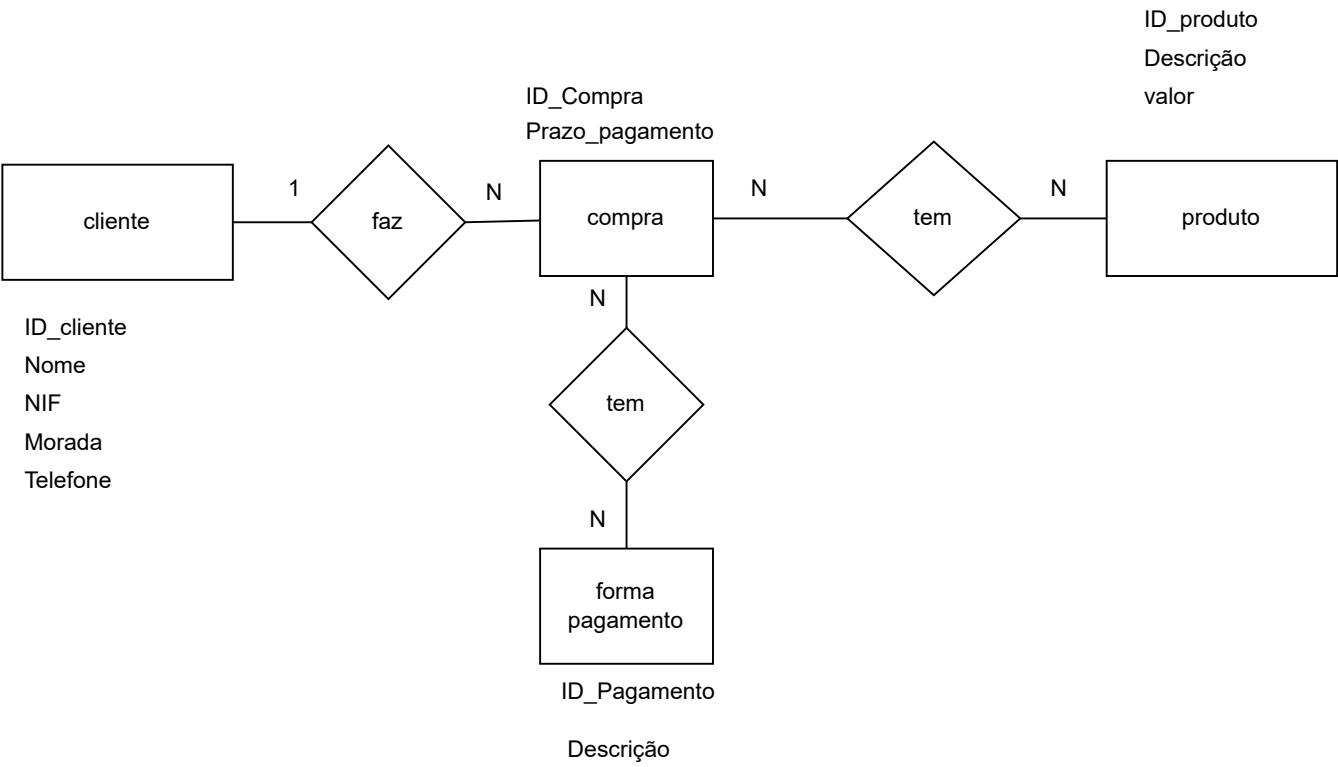 ID_produto
Descrição
valor
ID_Compra
Prazo_pagamento
cliente
1
faz
N
compra
N
tem
N
produto
N
tem
N
ID_cliente
Nome
NIF
Morada
Telefone
forma
pagamento
ID_Pagamento
Descrição